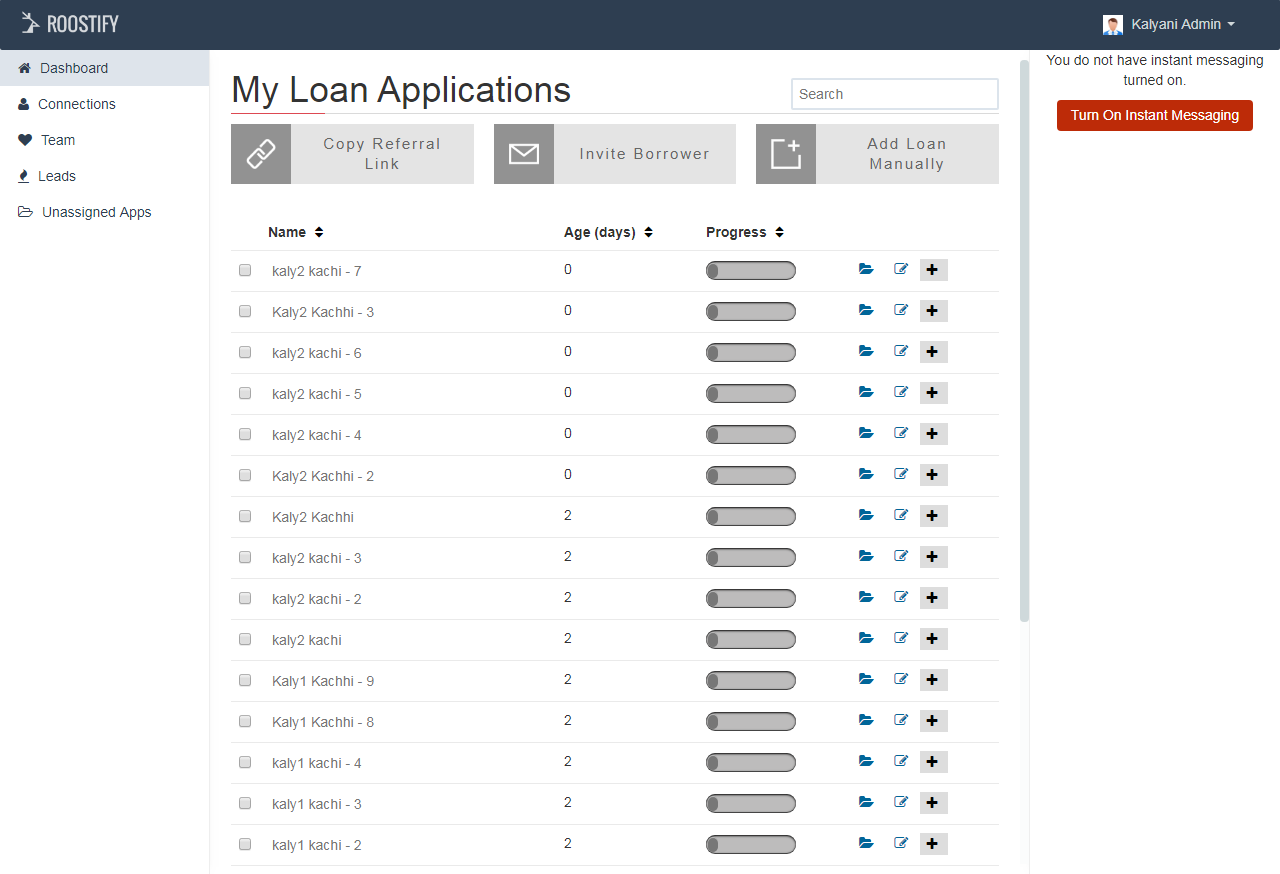 ROOSTIFY
Kalyani Admin
Dashboard
Connections
Team
Leads
Unassigned Apps
My Loan Applications
Search
Copy Referral
Link
Invite Borrower
Add Loan
Manually
Name Age (days) Progress
kaly2 kachi - 7 0
Kaly2 Kachhi - 3 0
kaly2 kachi - 6 0
kaly2 kachi - 5 0
kaly2 kachi - 4 0
Kaly2 Kachhi - 2 0
Kaly2 Kachhi 2
kaly2 kachi - 3 2
kaly2 kachi - 2 2
kaly2 kachi 2
Kaly1 Kachhi - 9 2
Kaly1 Kachhi - 8 2
kaly1 kachi - 4 2
kaly1 kachi - 3 2
kaly1 kachi - 2 2
You do not have instant messaging
turned on.
Turn On Instant Messaging